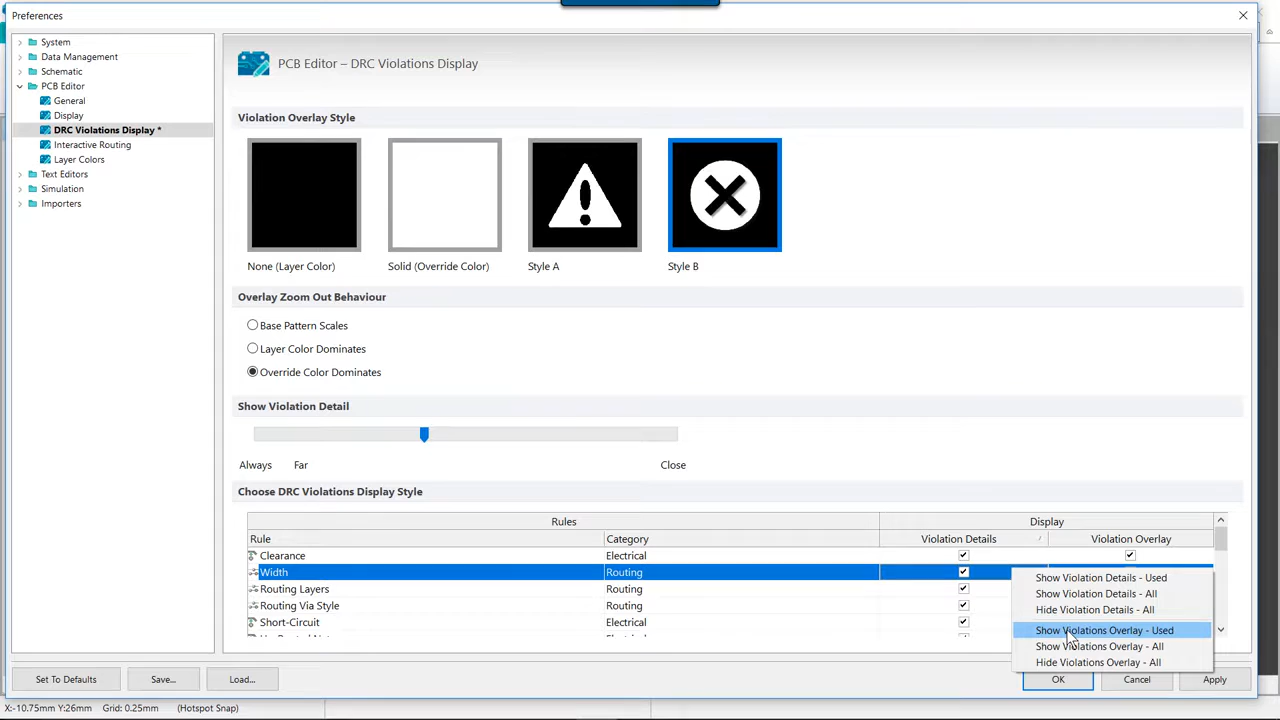 Preferences
System
Data Management
Schematic
PCB Editor
General
Display
DRC Violations Display *
Interactive Routing
Layer Colors
Text Editors
Simulation
Importers
PCB Editor – DRC Violations Display
Violation Overlay Style
None (Layer Color) Solid (Override Color) Style A Style B
Overlay Zoom Out Behaviour
Base Pattern Scales
Layer Color Dominates
Override Color Dominates
Show Violation Detail
Always Far Close
Choose DRC Violations Display Style
Rules Display
Rule Category Violation Details Violation Overlay
Clearance Electrical
Width Routing
Routing Layers Routing
Routing Via Style Routing
Short-Circuit Electrical
Show Violation Details - Used
Show Violation Details - All
Hide Violation Details - All
Show Violations Overlay - Used
Show Violations Overlay - All
Hide Violations Overlay - All
Set To Defaults Save... Load... OK Cancel Apply
X:-10.75mm Y:26mm Grid: 0.25mm (Hotspot Snap)